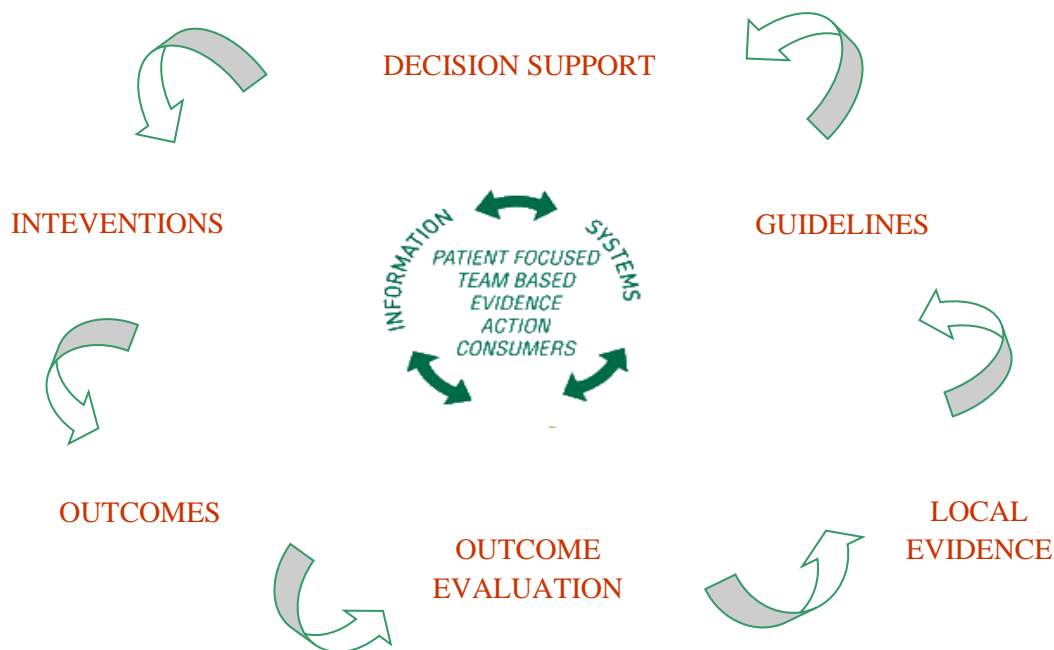 DECISION SUPPORT
INTEVENTIONS
GUIDELINES
INFORMATION
SYSTEMS
PATIENT FOCUSED
TEAM BASED
EVIDENCE
ACTION
CONSUMERS
OUTCOMES
OUTCOME
EVALUATION
LOCAL
EVIDENCE